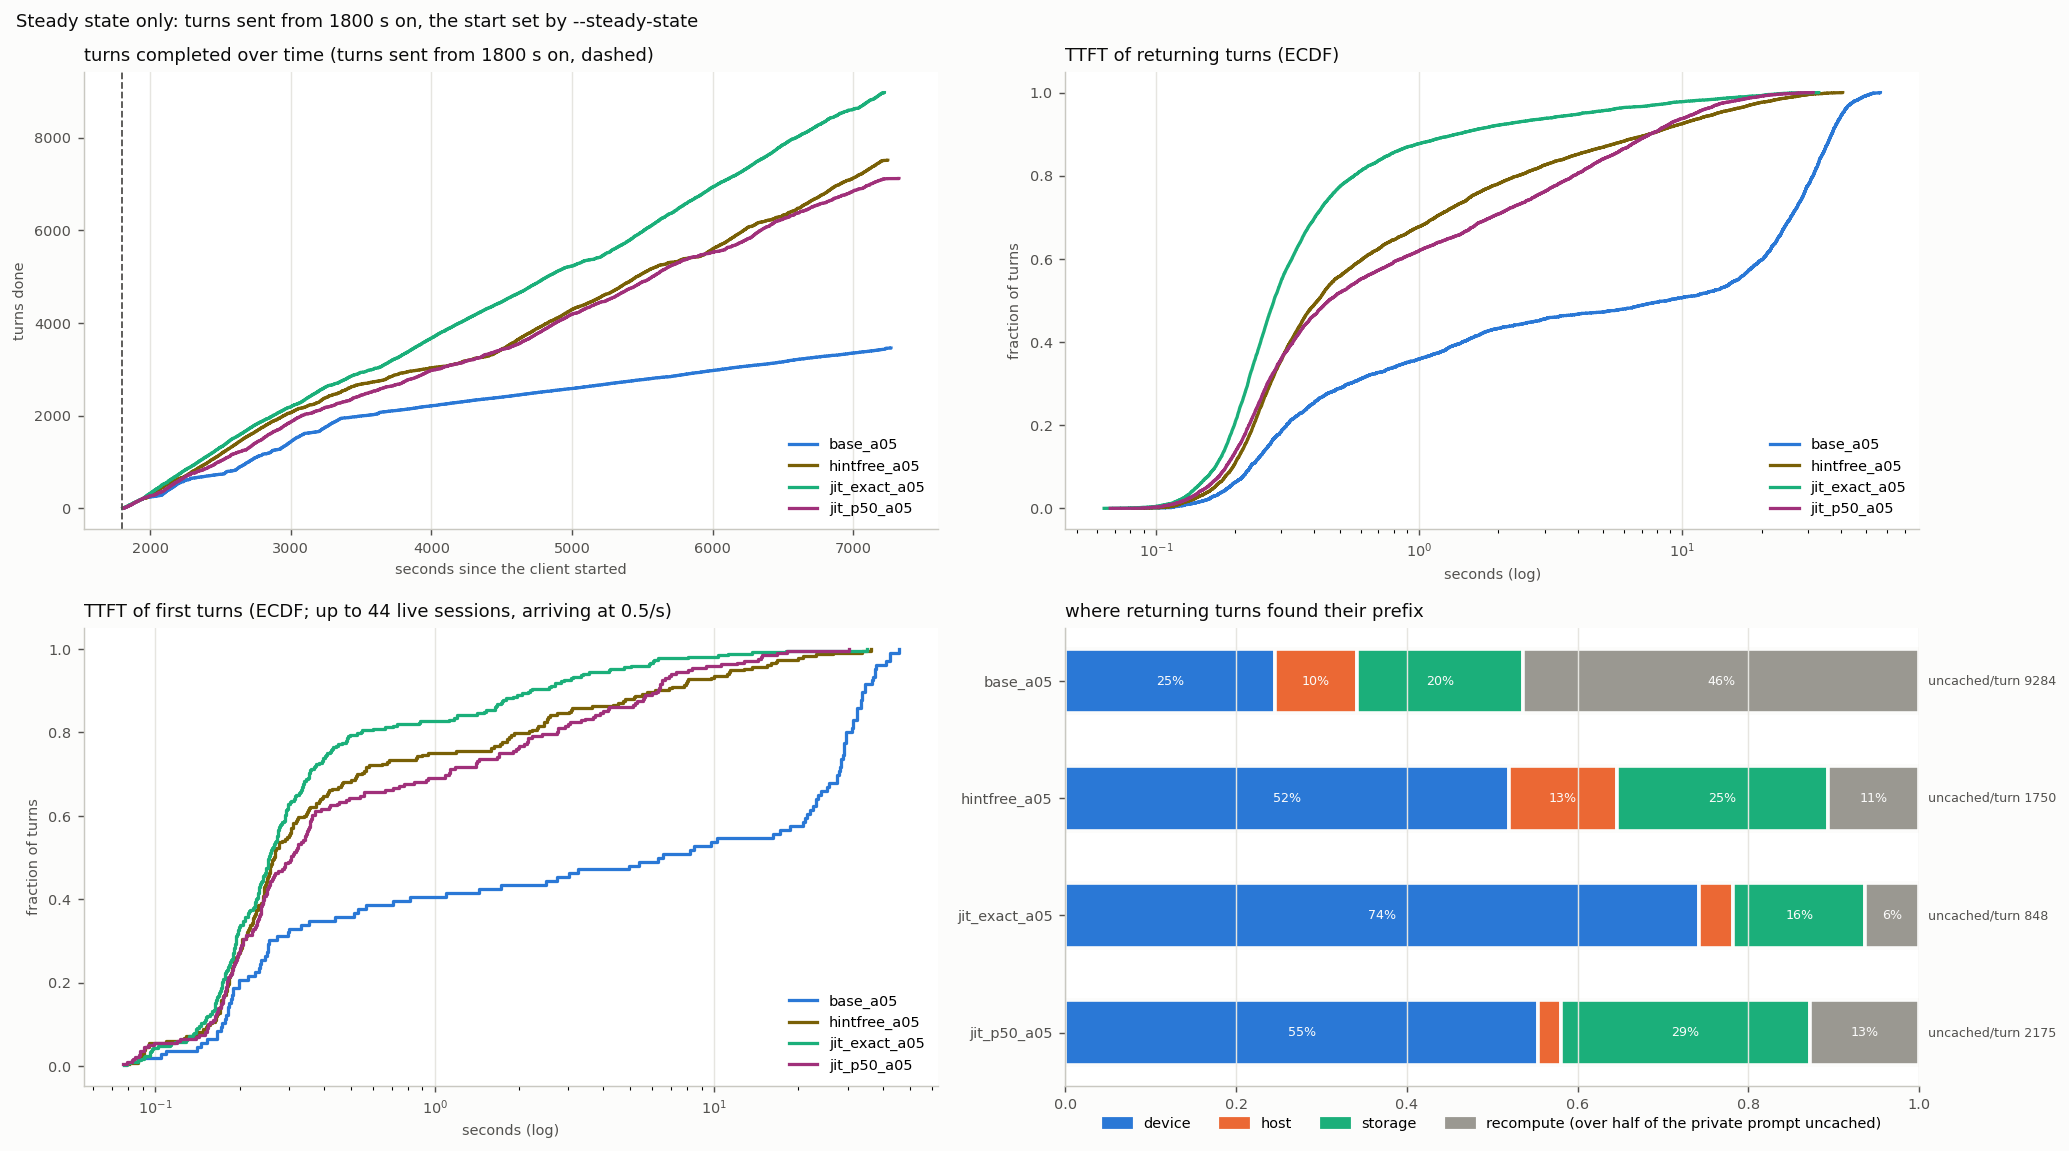 Steady state only: turns sent from 1800 s on, the start set by --steady-state
turns completed over time (turns sent from 1800 s on, dashed)
turns done
8000
6000
4000
2000
0
2000 3000 4000 5000 6000 7000
seconds since the client started
base_a05
hintfree_a05
jit_exact_a05
jit_p50_a05
TTFT of returning turns (ECDF)
fraction of turns
1.0
0.8
0.6
0.4
0.2
0.0
10⁻¹ 10⁰ 10¹
seconds (log)
base_a05
hintfree_a05
jit_exact_a05
jit_p50_a05
TTFT of first turns (ECDF; up to 44 live sessions, arriving at 0.5/s)
fraction of turns
1.0
0.8
0.6
0.4
0.2
0.0
10⁻¹ 10⁰ 10¹
seconds (log)
base_a05
hintfree_a05
jit_exact_a05
jit_p50_a05
where returning turns found their prefix
base_a05 25% 10% 20% 46% uncached/turn 9284
hintfree_a05 52% 13% 25% 11% uncached/turn 1750
jit_exact_a05 74% 16% 6% uncached/turn 848
jit_p50_a05 55% 29% 13% uncached/turn 2175
0.0 0.2 0.4 0.6 0.8 1.0
device host storage recompute (over half of the private prompt uncached)